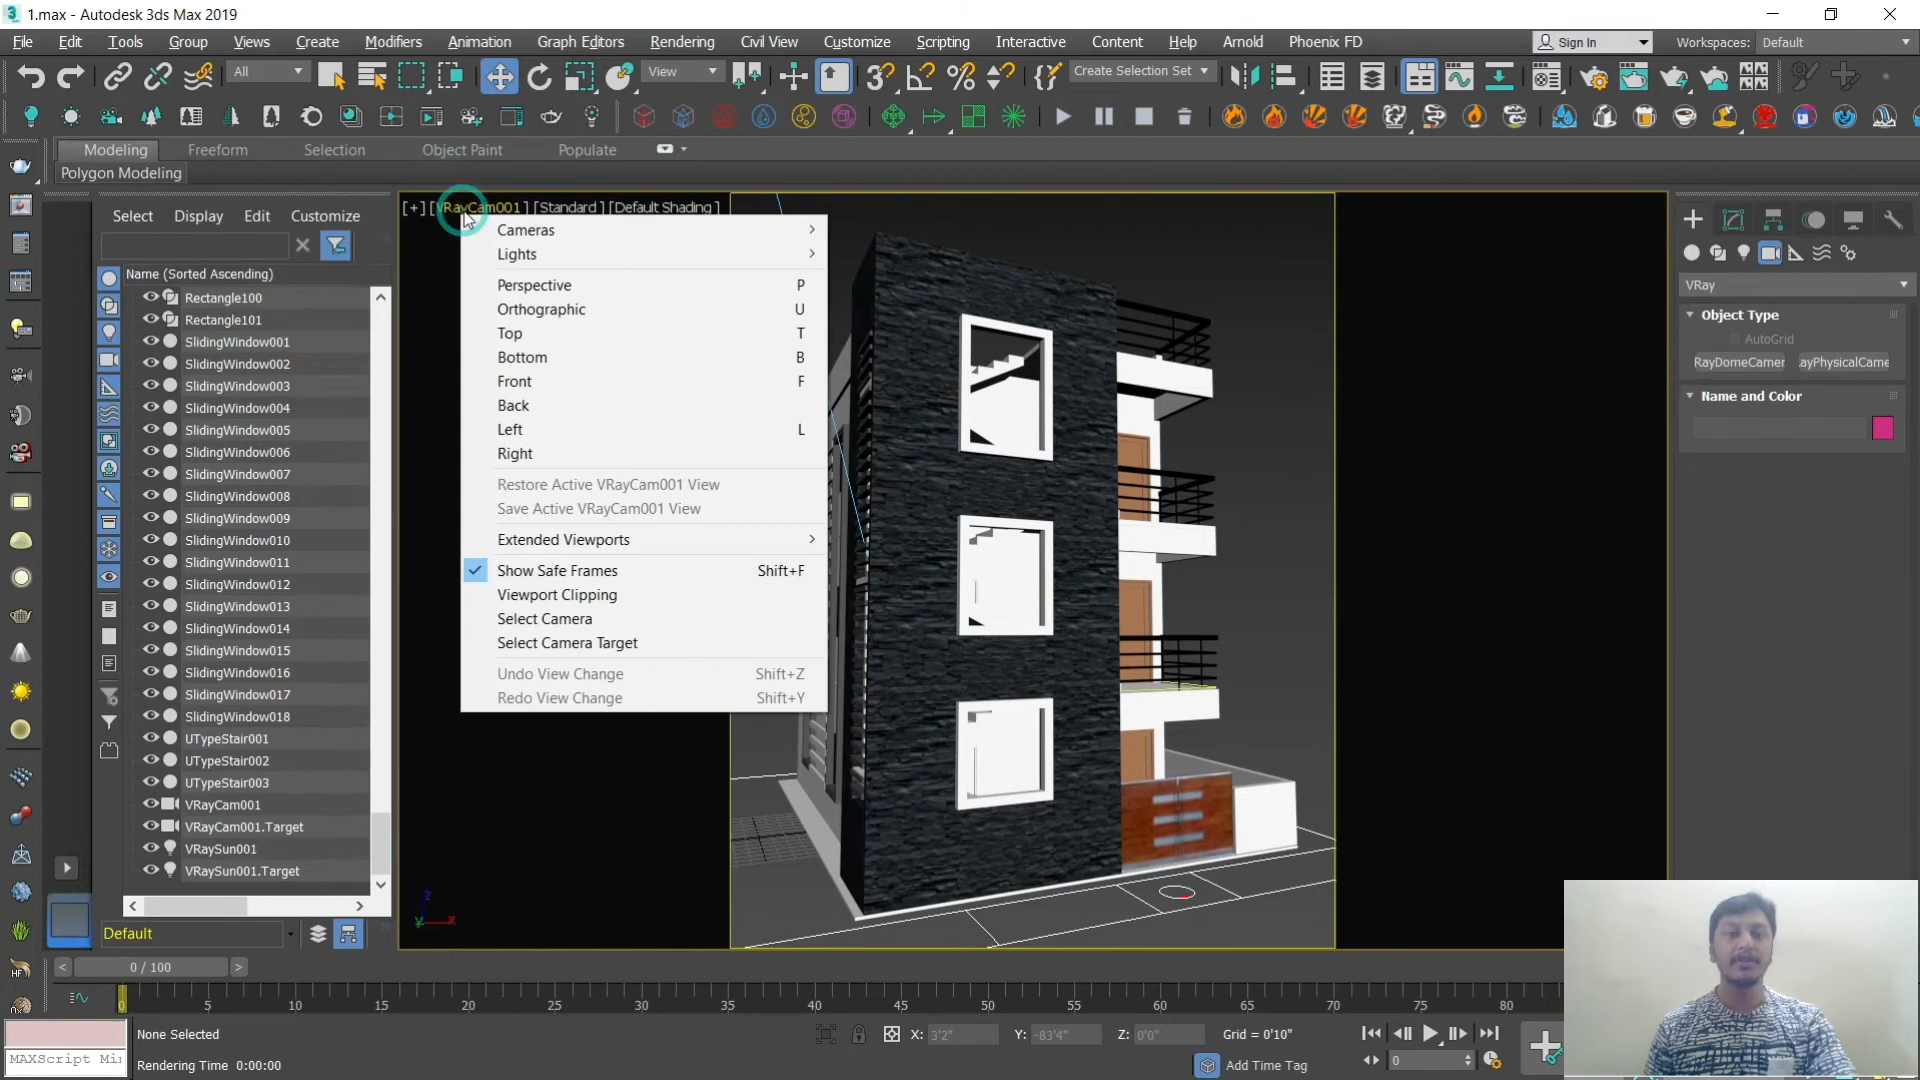 1.max - Autodesk 3ds Max 2019
File Edit Tools Group Views Create Modifiers Animation Graph Editors Rendering Civil View Customize Scripting Interactive Content Help Arnold Phoenix FD Sign In Workspaces: Default
All View Create Selection Set
Modeling Freeform Selection Object Paint Populate
Polygon Modeling
Select Display Edit Customize
Name (Sorted Ascending)
Rectangle100
Rectangle101
SlidingWindow001
SlidingWindow002
SlidingWindow003
SlidingWindow004
SlidingWindow005
SlidingWindow006
SlidingWindow007
SlidingWindow008
SlidingWindow009
SlidingWindow010
SlidingWindow011
SlidingWindow012
SlidingWindow013
SlidingWindow014
SlidingWindow015
SlidingWindow016
SlidingWindow017
SlidingWindow018
UTypeStair001
UTypeStair002
UTypeStair003
VRayCam001
VRayCam001.Target
VRaySun001
VRaySun001.Target
Default
[+] [VRayCam001] [Standard] [Default Shading]
Cameras
Lights
Perspective P
Orthographic U
Top T
Bottom B
Front F
Back
Left L
Right
Restore Active VRayCam001 View
Save Active VRayCam001 View
Extended Viewports
Show Safe Frames Shift+F
Viewport Clipping
Select Camera
Select Camera Target
Undo View Change Shift+Z
Redo View Change Shift+Y
z
y x
VRay
Object Type
AutoGrid
RayDomeCamer ayPhysicalCame
Name and Color
< 0 / 100 >
0 5 10 15 20 25 30 35 40 45 50 55 60 65 70 75 80
None Selected X: 3'2" Y: -83'4" Z: 0'0" Grid = 0'10"
MAXScript Mi Rendering Time 0:00:00 Add Time Tag 0